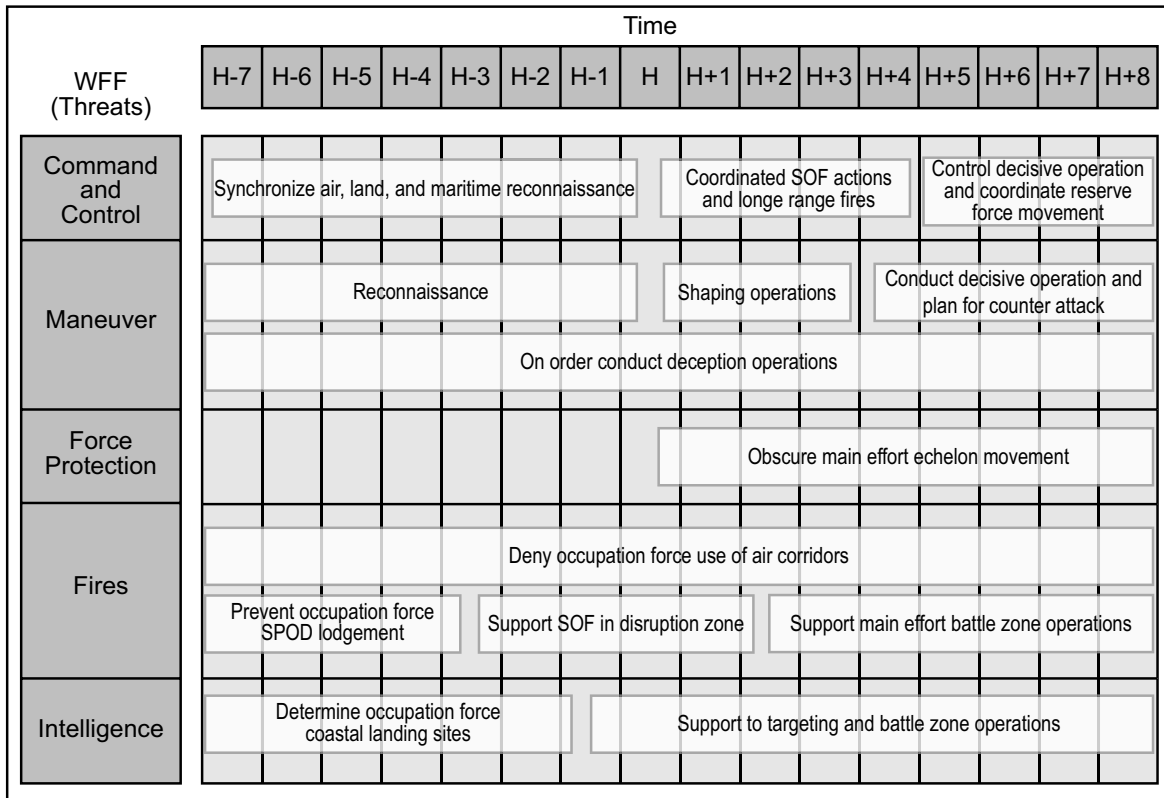 Time
WFF
(Threats)
H-7 H-6 H-5 H-4 H-3 H-2 H-1 H H+1 H+2 H+3 H+4 H+5 H+6 H+7 H+8
Command
and
Control
Synchronize air, land, and maritime reconnaissance
Coordinated SOF actions
and longe range fires
Control decisive operation
and coordinate reserve
force movement
Maneuver
Reconnaissance
Shaping operations
Conduct decisive operation and
plan for counter attack
On order conduct deception operations
Force
Protection
Obscure main effort echelon movement
Fires
Deny occupation force use of air corridors
Prevent occupation force
SPOD lodgement
Support SOF in disruption zone
Support main effort battle zone operations
Intelligence
Determine occupation force
coastal landing sites
Support to targeting and battle zone operations